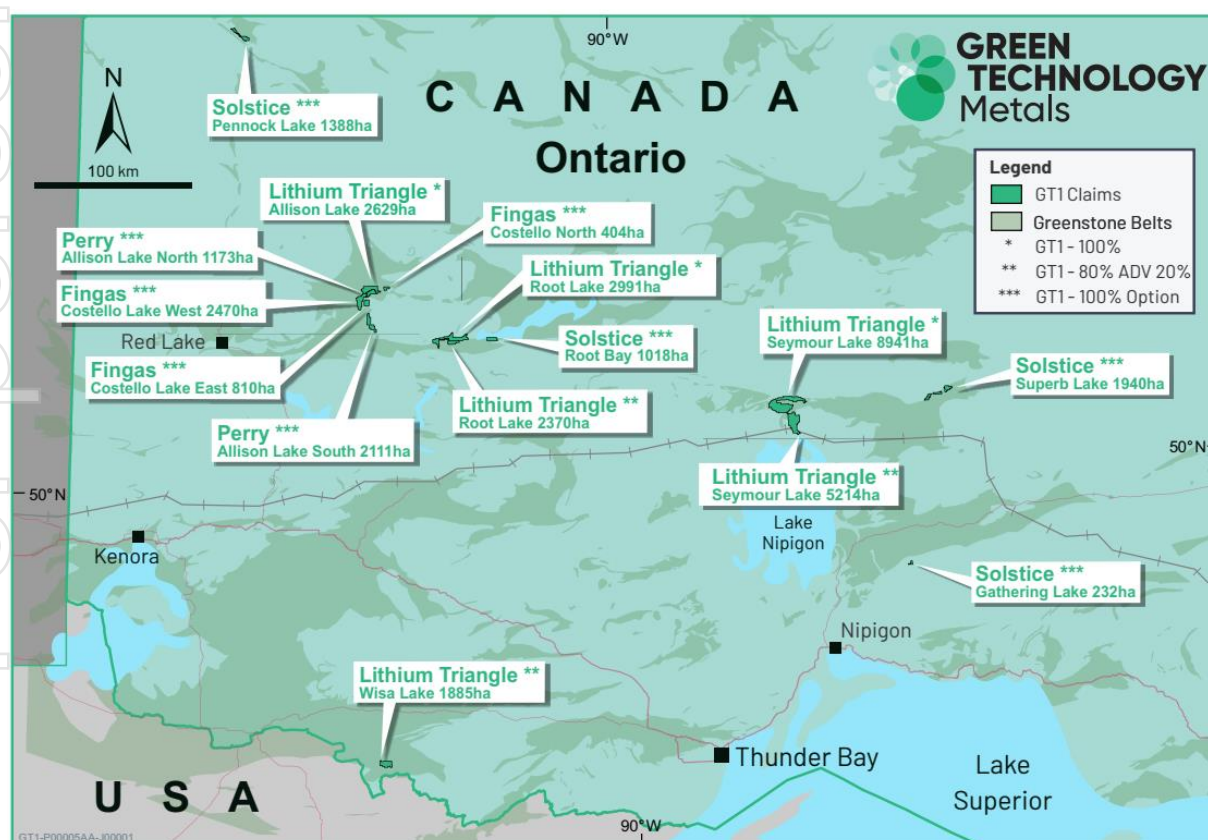 90°W
GREEN
TECHNOLOGY
Metals
N
100 km
CANADA
Ontario
Solstice ***
Pennock Lake 1388ha
Legend
GT1 Claims
Greenstone Belts
* GT1 - 100%
** GT1 - 80% ADV 20%
*** GT1 - 100% Option
Lithium Triangle *
Allison Lake 2629ha
Fingas ***
Costello North 404ha
Perry ***
Allison Lake North 1173ha
Lithium Triangle *
Root Lake 2991ha
Fingas ***
Costello Lake West 2470ha
Red Lake
Solstice ***
Root Bay 1018ha
Lithium Triangle *
Seymour Lake 8941ha
Fingas ***
Costello Lake East 810ha
Solstice ***
Superb Lake 1940ha
Lithium Triangle **
Root Lake 2370ha
Perry ***
Allison Lake South 2111ha
50°N
Lithium Triangle **
Seymour Lake 5214ha
50°N
Lake
Nipigon
Kenora
Solstice ***
Gathering Lake 232ha
Nipigon
Lithium Triangle **
Wisa Lake 1885ha
Thunder Bay
Lake
Superior
USA
90°W
GT1-P00005AA-J00001